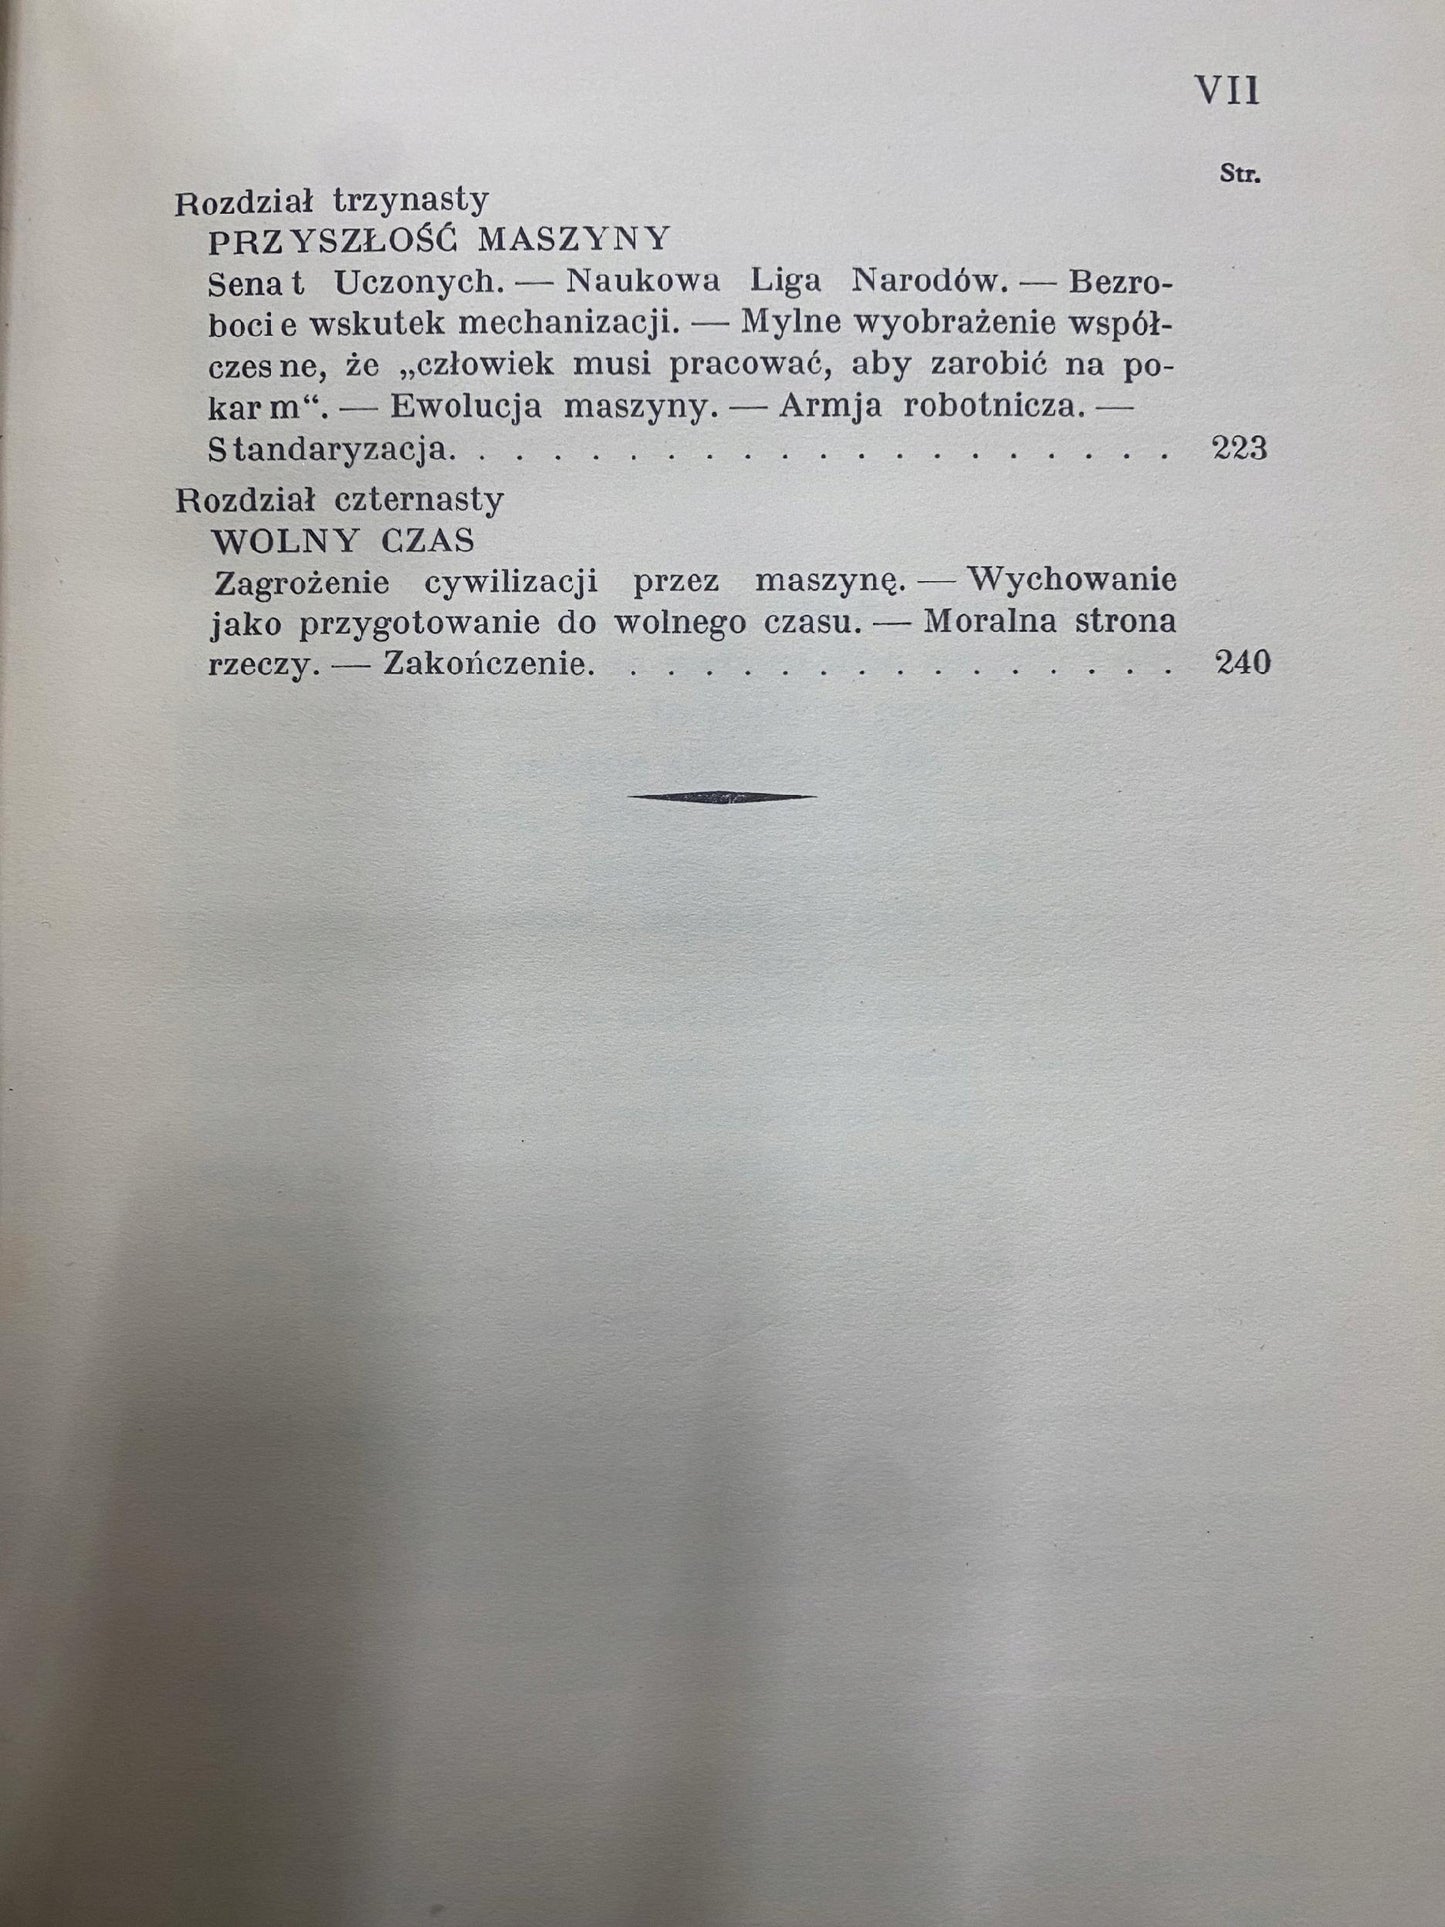 VII
Str.
Rozdział trzynasty
PRZYSZŁOŚĆ MASZYNY
Senat Uczonych. — Naukowa Liga Narodów. — Bezro-
bocie wskutek mechanizacji. — Mylne wyobrażenie współ-
czesne, że „człowiek musi pracować, aby zarobić na po-
karm“. — Ewolucja maszyny. — Armja robotnicza. —
Standaryzacja. . . . . . . . . . . . . . . . . . . . 223
Rozdział czternasty
WOLNY CZAS
Zagrożenie cywilizacji przez maszynę. — Wychowanie
jako przygotowanie do wolnego czasu. — Moralna strona
rzeczy. — Zakończenie. . . . . . . . . . . . . . . . 240